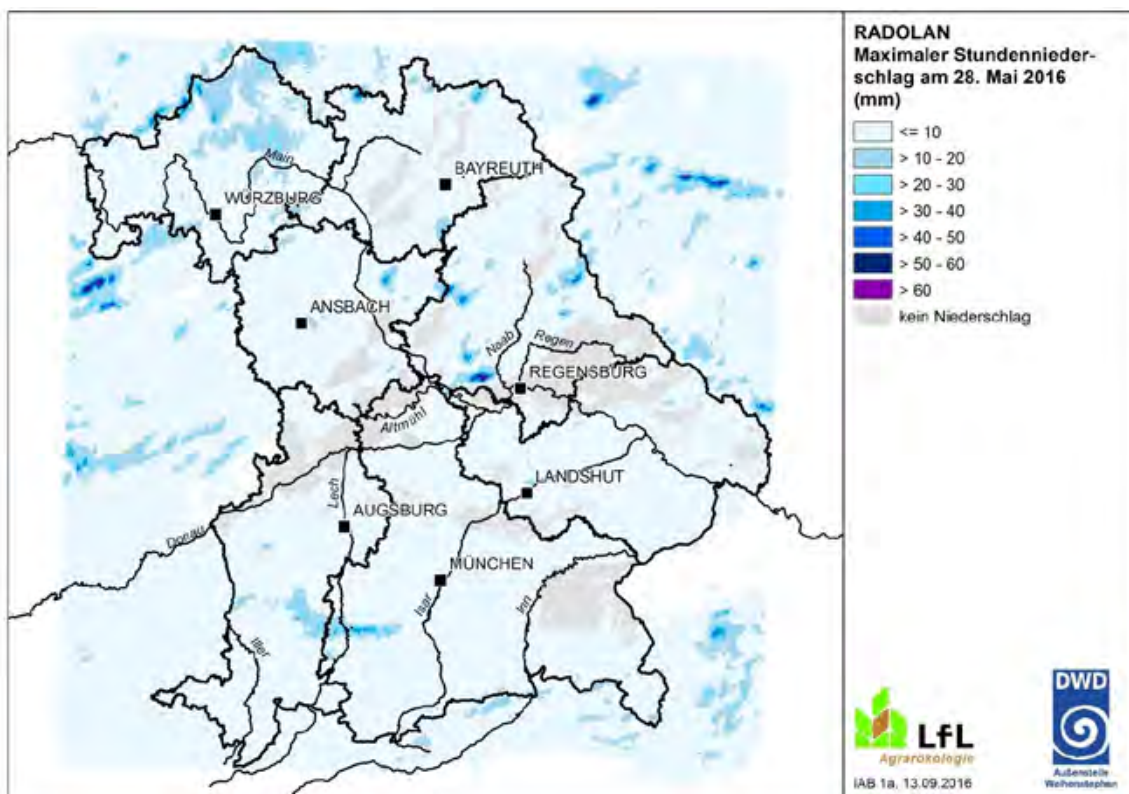 RADOLAN
Maximaler Stundennieder-
schlag am 28. Mai 2016
(mm)
<= 10
> 10 - 20
> 20 - 30
> 30 - 40
> 40 - 50
> 50 - 60
> 60
kein Niederschlag
Main
BAYREUTH
WÜRZBURG
ANSBACH
Naab
Regen
REGENSBURG
Altmühl
LANDSHUT
Lech
AUGSBURG
Donau
MÜNCHEN
Isar
Inn
Iller
LfL
Agrarökologie
IAB 1a, 13.09.2016
DWD
Außenstelle
Weihenstephan